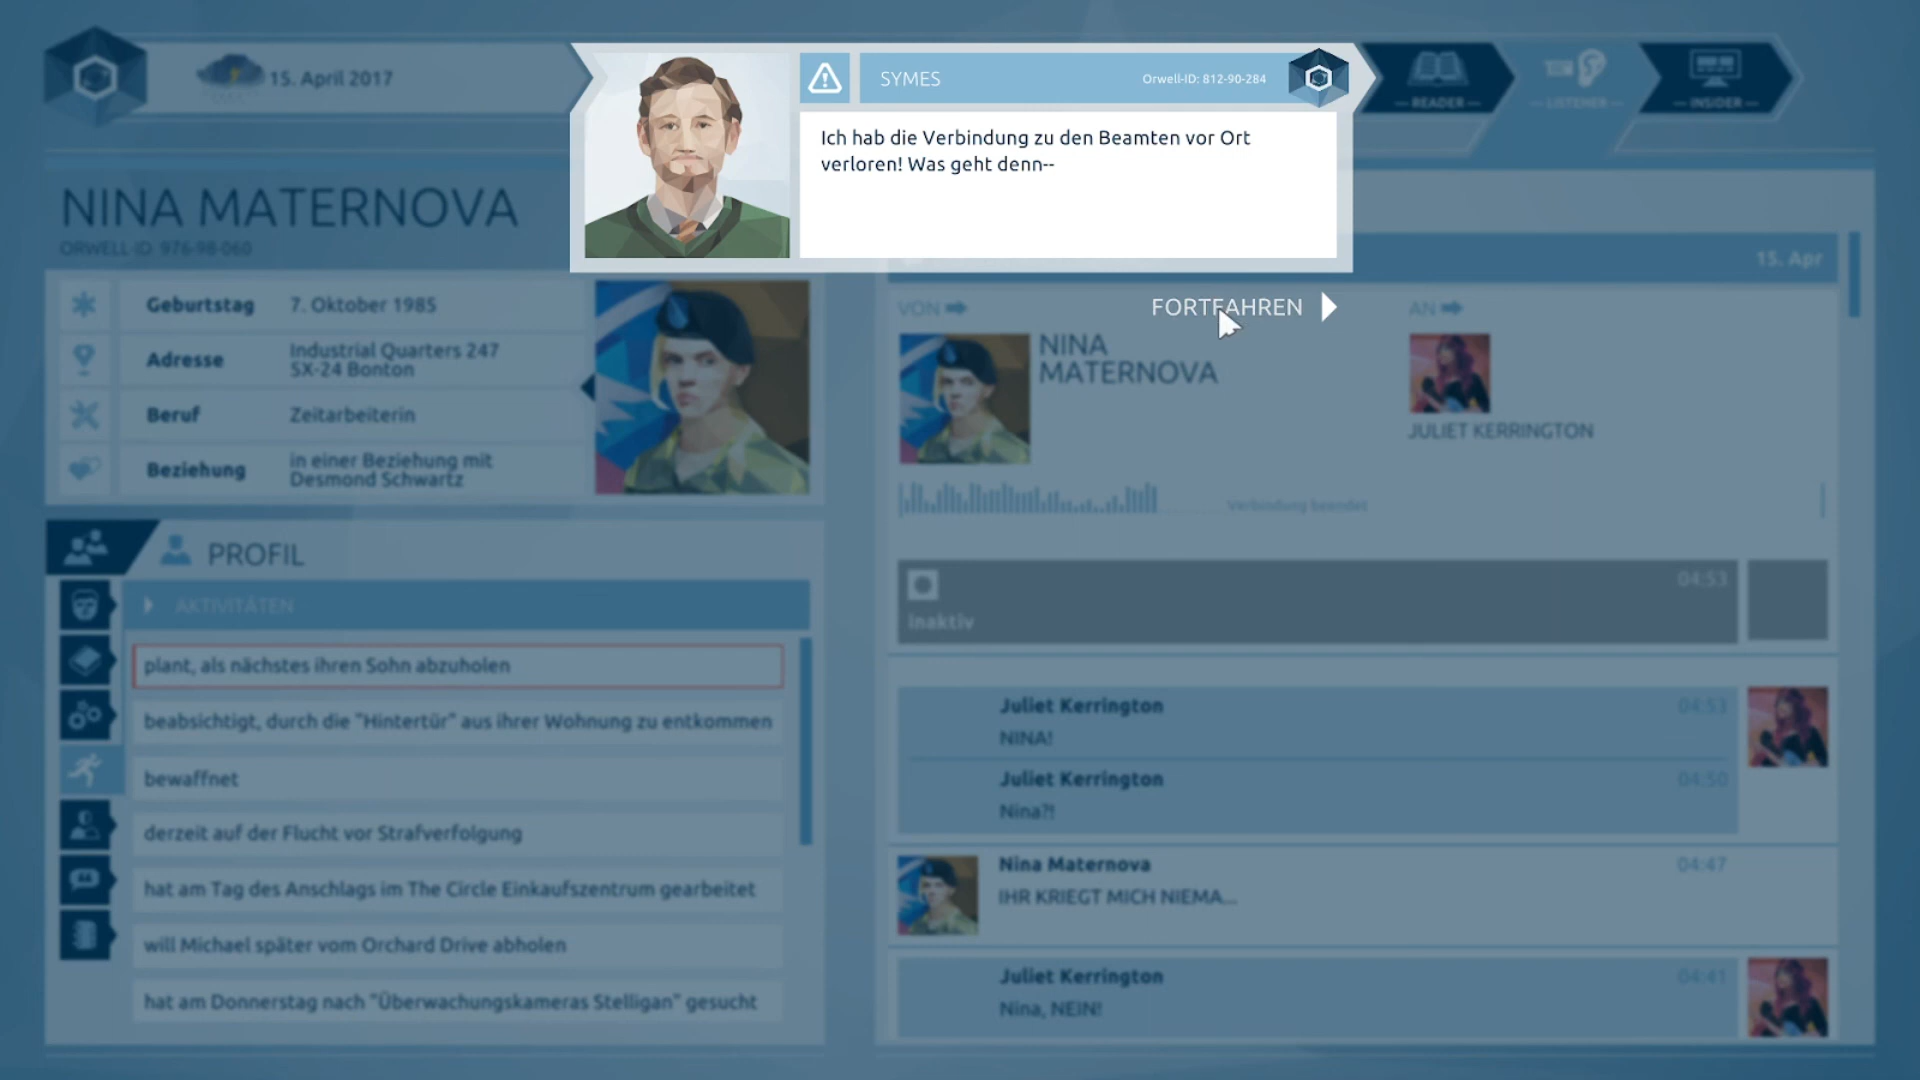 15. April 2017
SYMES
Orwell-ID: 812-90-284
Ich hab die Verbindung zu den Beamten vor Ort
verloren! Was geht denn--
FORTFAHREN
READER
LISTENER
INSIDER
NINA MATERNOVA
ORWELL-ID: 976-98-060
Geburtstag
7. Oktober 1985
Adresse
Industrial Quarters 247
SX-24 Bonton
Beruf
Zeitarbeiterin
Beziehung
in einer Beziehung mit
Desmond Schwartz
PROFIL
AKTIVITÄTEN
plant, als nächstes ihren Sohn abzuholen
beabsichtigt, durch die "Hintertür" aus ihrer Wohnung zu entkommen
bewaffnet
derzeit auf der Flucht vor Strafverfolgung
hat am Tag des Anschlags im The Circle Einkaufszentrum gearbeitet
will Michael später vom Orchard Drive abholen
hat am Donnerstag nach "Überwachungskameras Stelligan" gesucht
15. Apr
VON
NINA
MATERNOVA
AN
JULIET KERRINGTON
Verbindung beendet
04:53
inaktiv
Juliet Kerrington
04:53
NINA!
Juliet Kerrington
04:50
Nina?!
Nina Maternova
04:47
IHR KRIEGT MICH NIEMA...
Juliet Kerrington
04:41
Nina, NEIN!